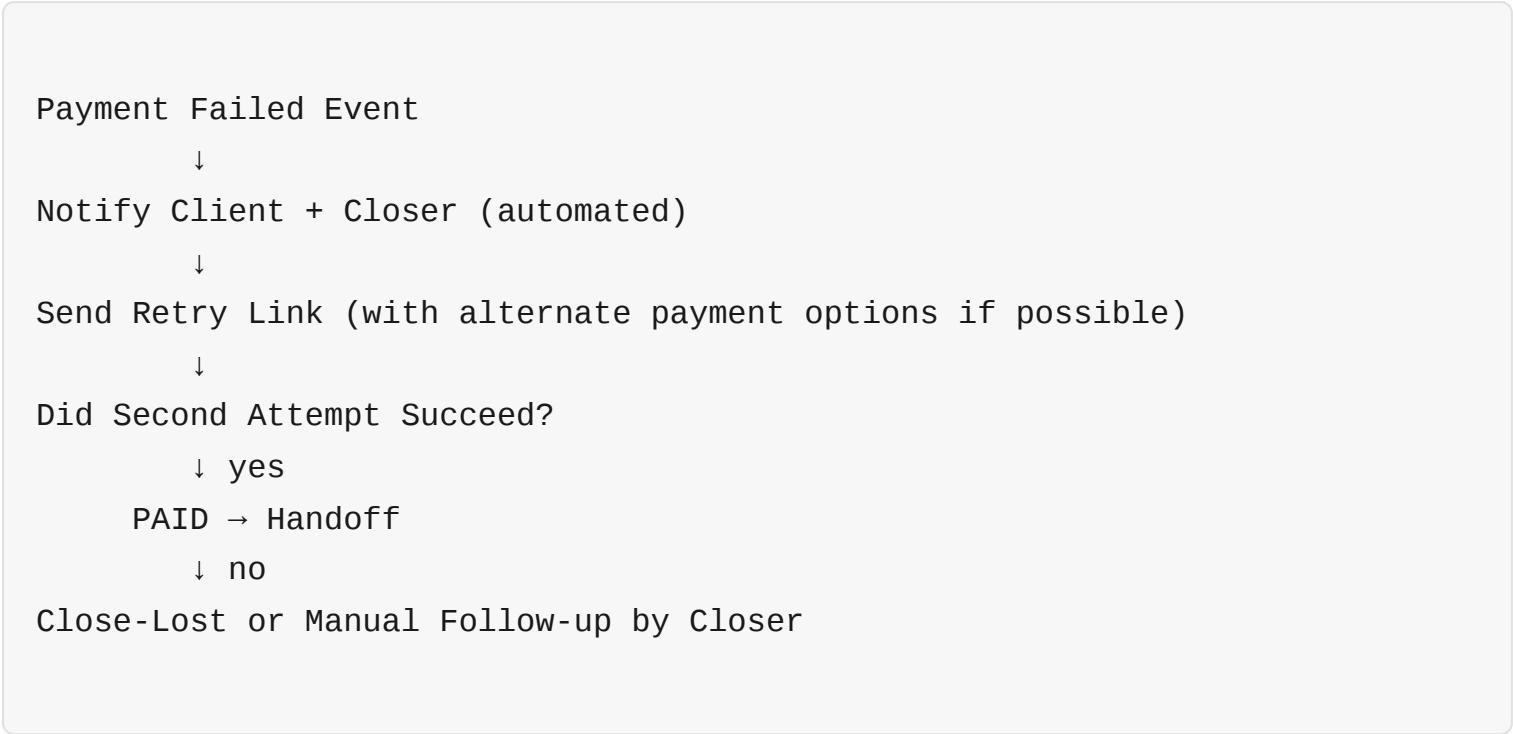 Payment Failed Event
↓
Notify Client + Closer (automated)
↓
Send Retry Link (with alternate payment options if possible)
↓
Did Second Attempt Succeed?
↓ yes
PAID → Handoff
↓ no
Close-Lost or Manual Follow-up by Closer